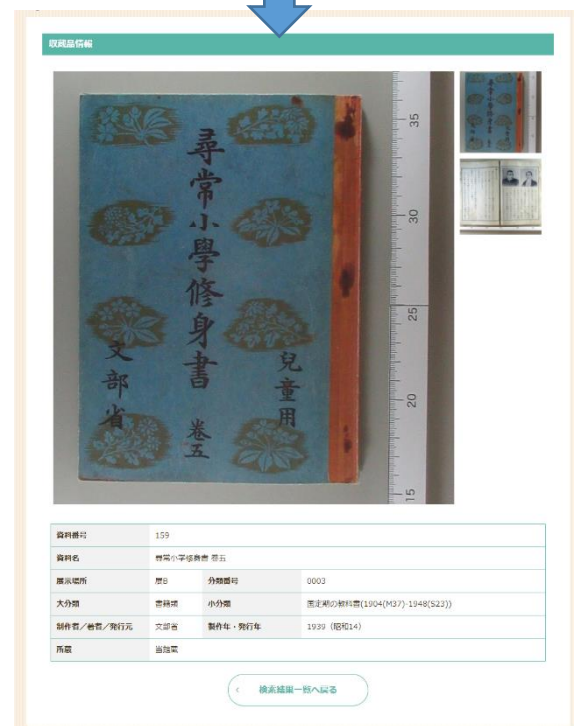 収蔵品情報
尋常小學修身書 巻五
兒童用
文部省
35
30
25
20
15
資料番号 159
資料名 尋常小学修身書 巻五
展示場所 展B 分類番号 0003
大分類 書籍類 小分類 国定期の教科書(1904(M37)-1948(S23))
制作者/著者/発行元 文部省 製作年・発行年 1939（昭和14）
所蔵 当館蔵
‹ 検索結果一覧へ戻る